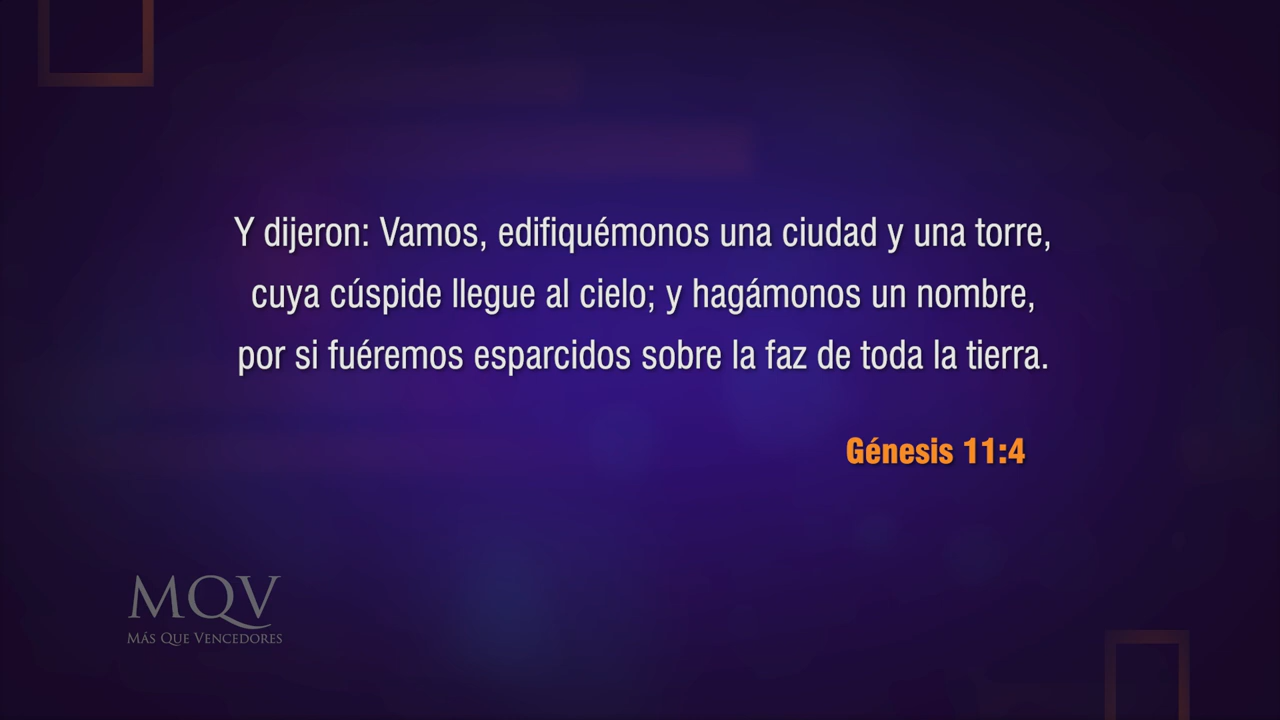 Y dijeron: Vamos, edifiquémonos una ciudad y una torre,
cuya cúspide llegue al cielo; y hagámonos un nombre,
por si fuéremos esparcidos sobre la faz de toda la tierra.
Génesis 11:4
MQV
MÁS QUE VENCEDORES